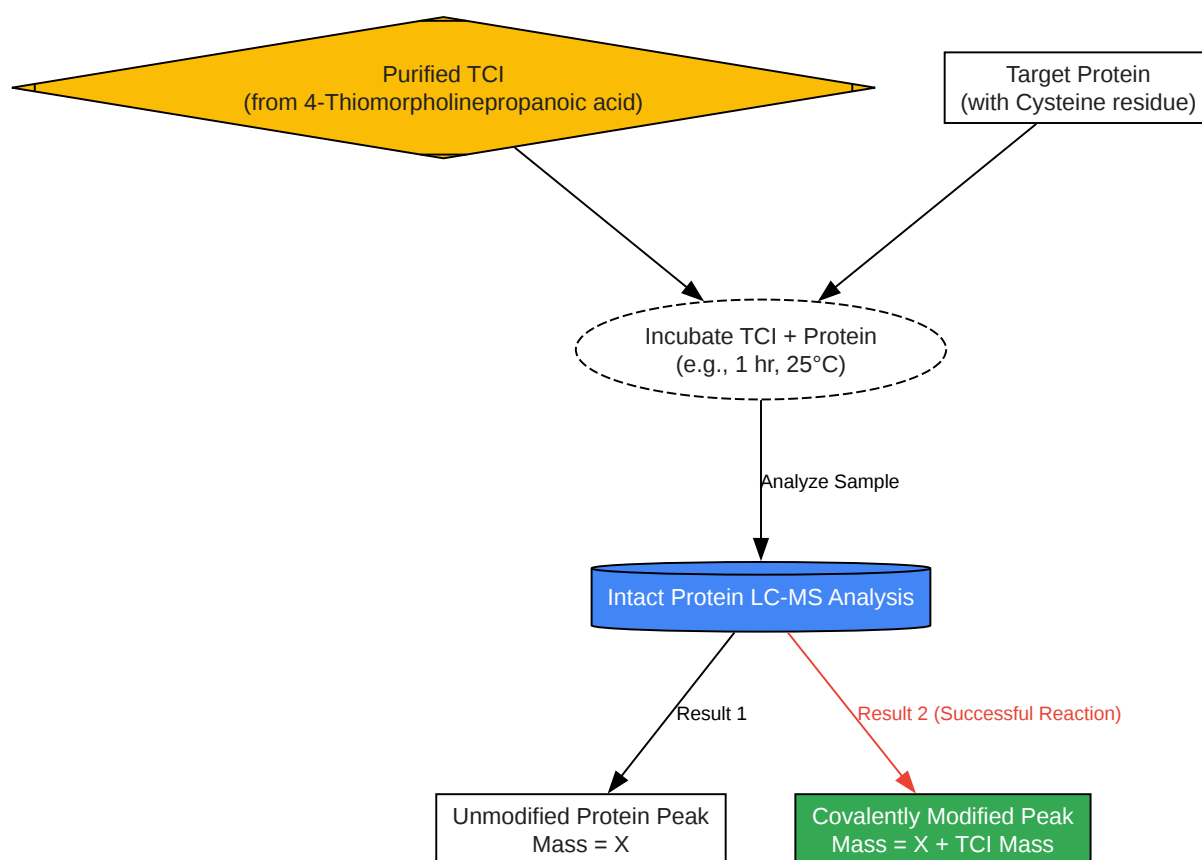 Purified TCI
(from 4-Thiomorpholinepropanoic acid)
Target Protein
(with Cysteine residue)
Incubate TCI + Protein
(e.g., 1 hr, 25°C)
Analyze Sample
Intact Protein LC-MS Analysis
Result 1
Result 2 (Successful Reaction)
Unmodified Protein Peak
Mass = X
Covalently Modified Peak
Mass = X + TCI Mass